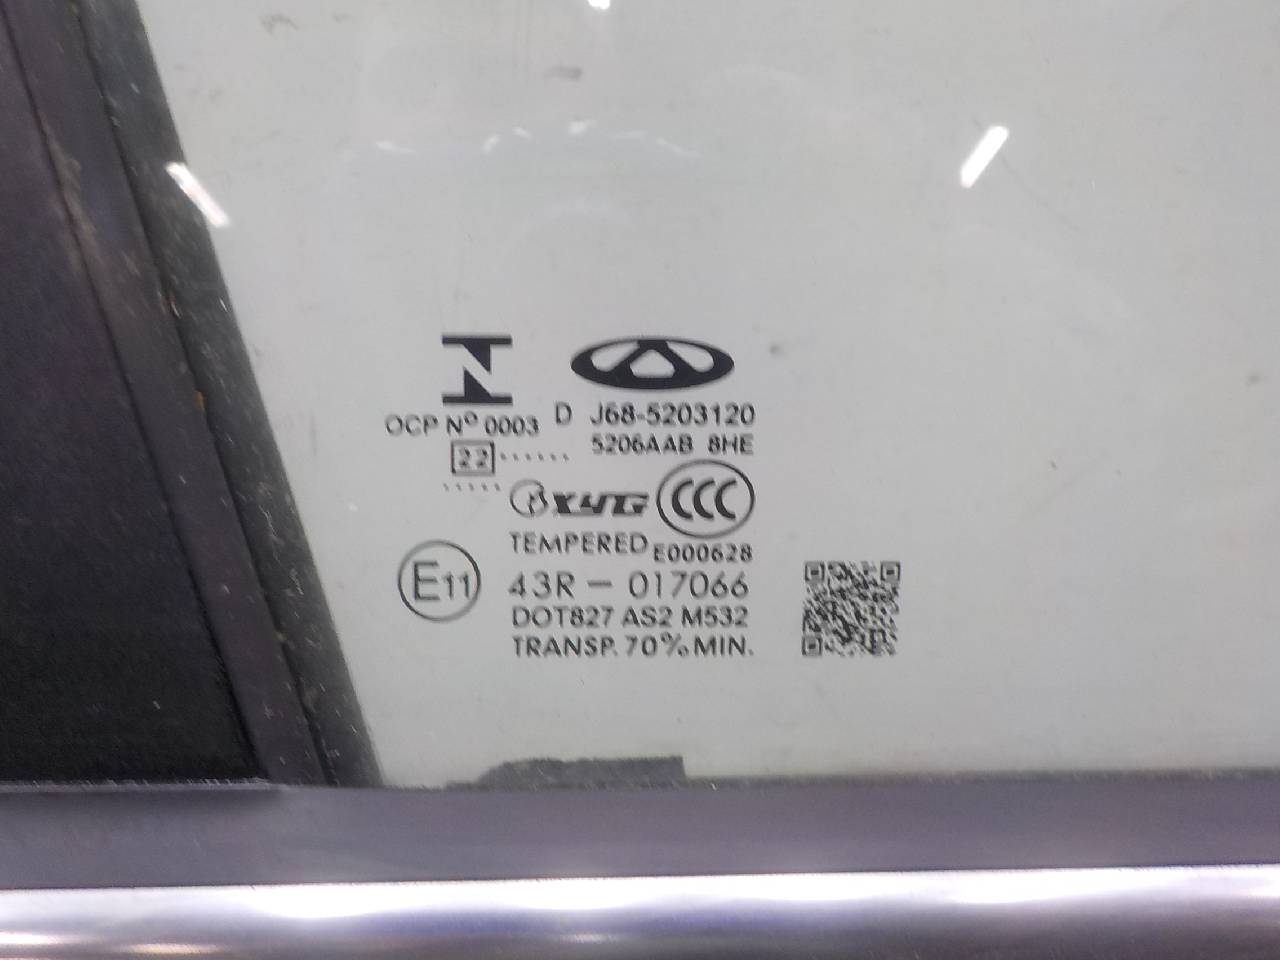 N
OCP Nº 0003
D J68-5203120
5206AAB 8HE
22 ......
.....
XYG
CCC
TEMPERED E000628
E11
43R - 017066
DOT827 AS2 M532
TRANSP. 70% MIN.